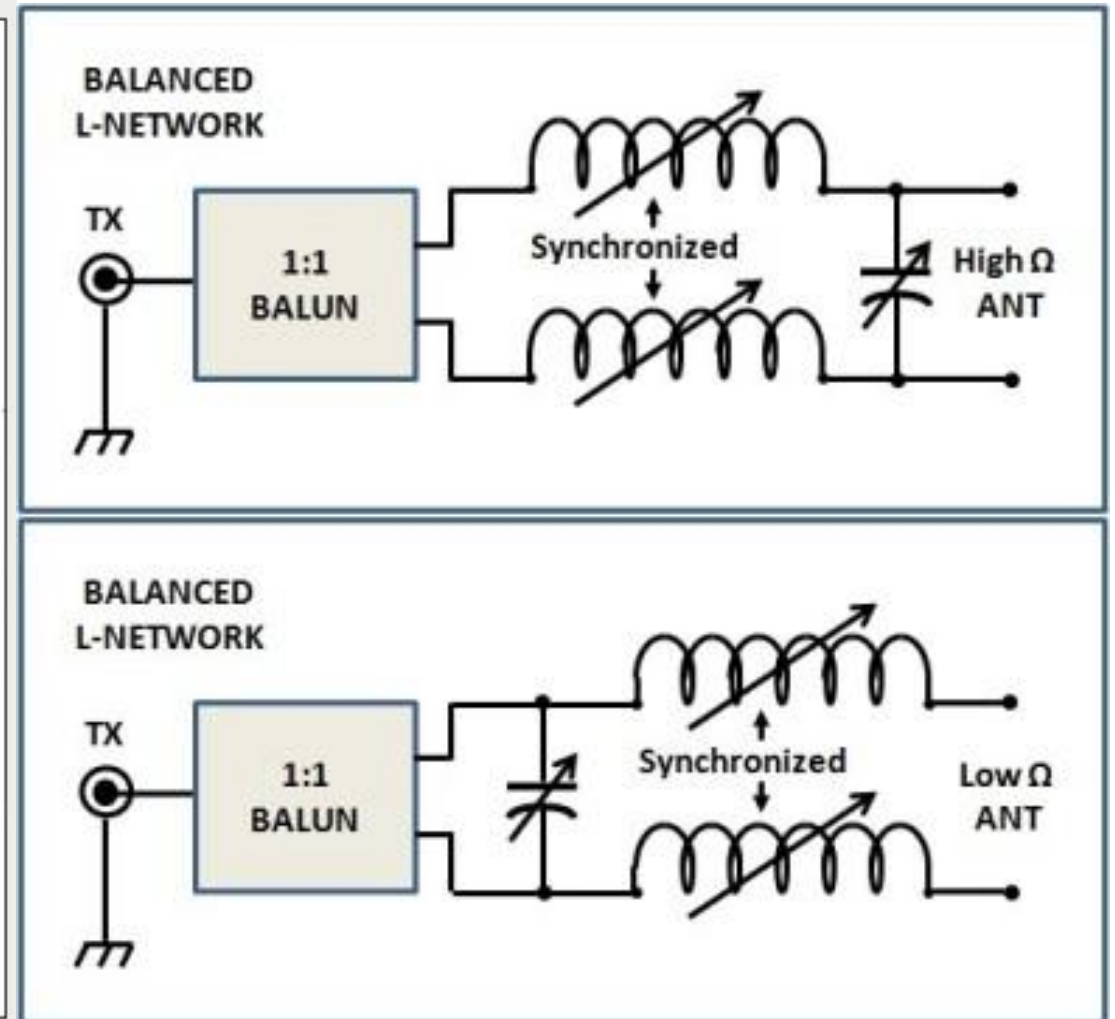 BALANCED
L-NETWORK
TX
1:1
BALUN
Synchronized
High Ω
ANT
BALANCED
L-NETWORK
TX
1:1
BALUN
Synchronized
Low Ω
ANT